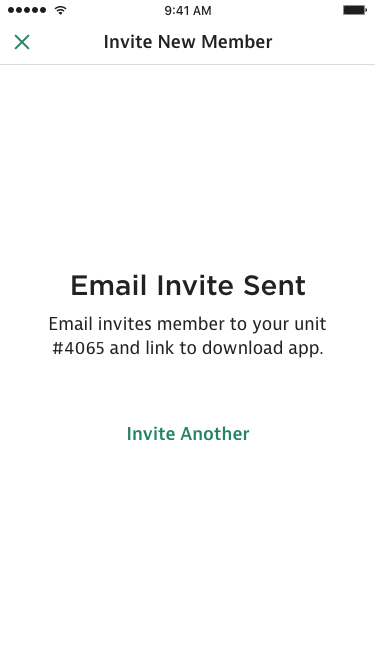 9:41 AM
Invite New Member
Email Invite Sent
Email invites member to your unit
#4065 and link to download app.
Invite Another